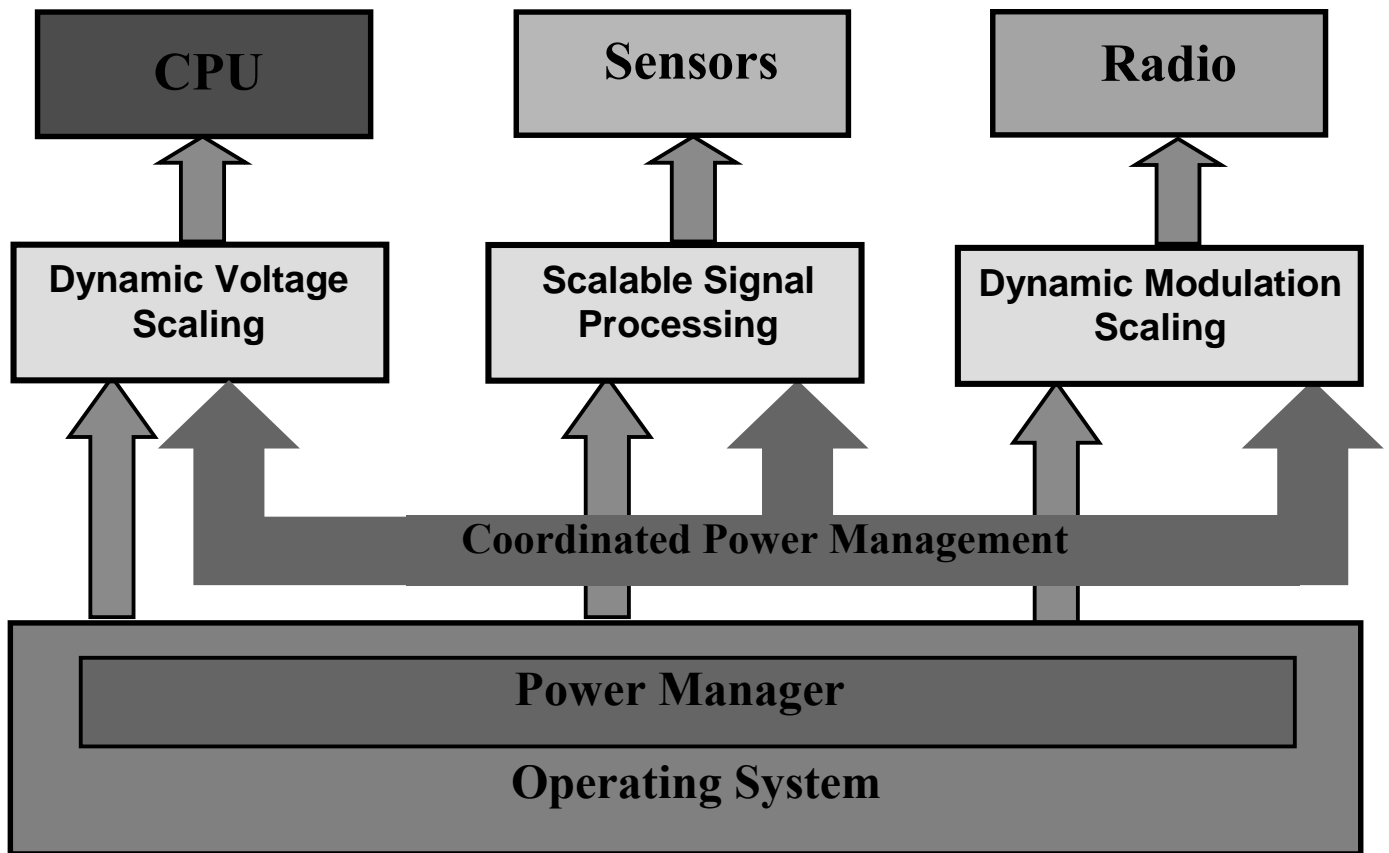 CPU
Sensors
Radio
Dynamic Voltage
Scaling
Scalable Signal
Processing
Dynamic Modulation
Scaling
Coordinated Power Management
Power Manager
Operating System